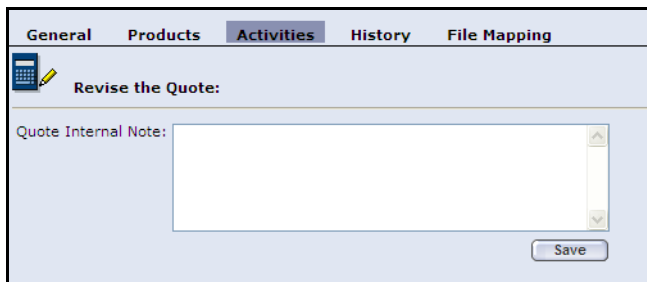 General Products Activities History File Mapping
Revise the Quote:
Quote Internal Note:
Save